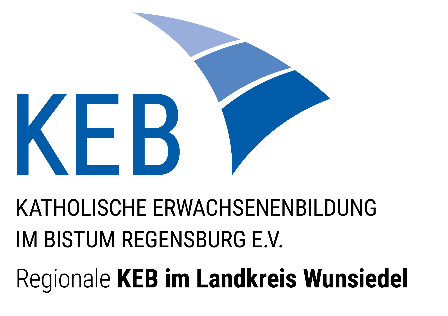 KEB
KATHOLISCHE ERWACHSENENBILDUNG
IM BISTUM REGENSBURG E.V.
Regionale KEB im Landkreis Wunsiedel